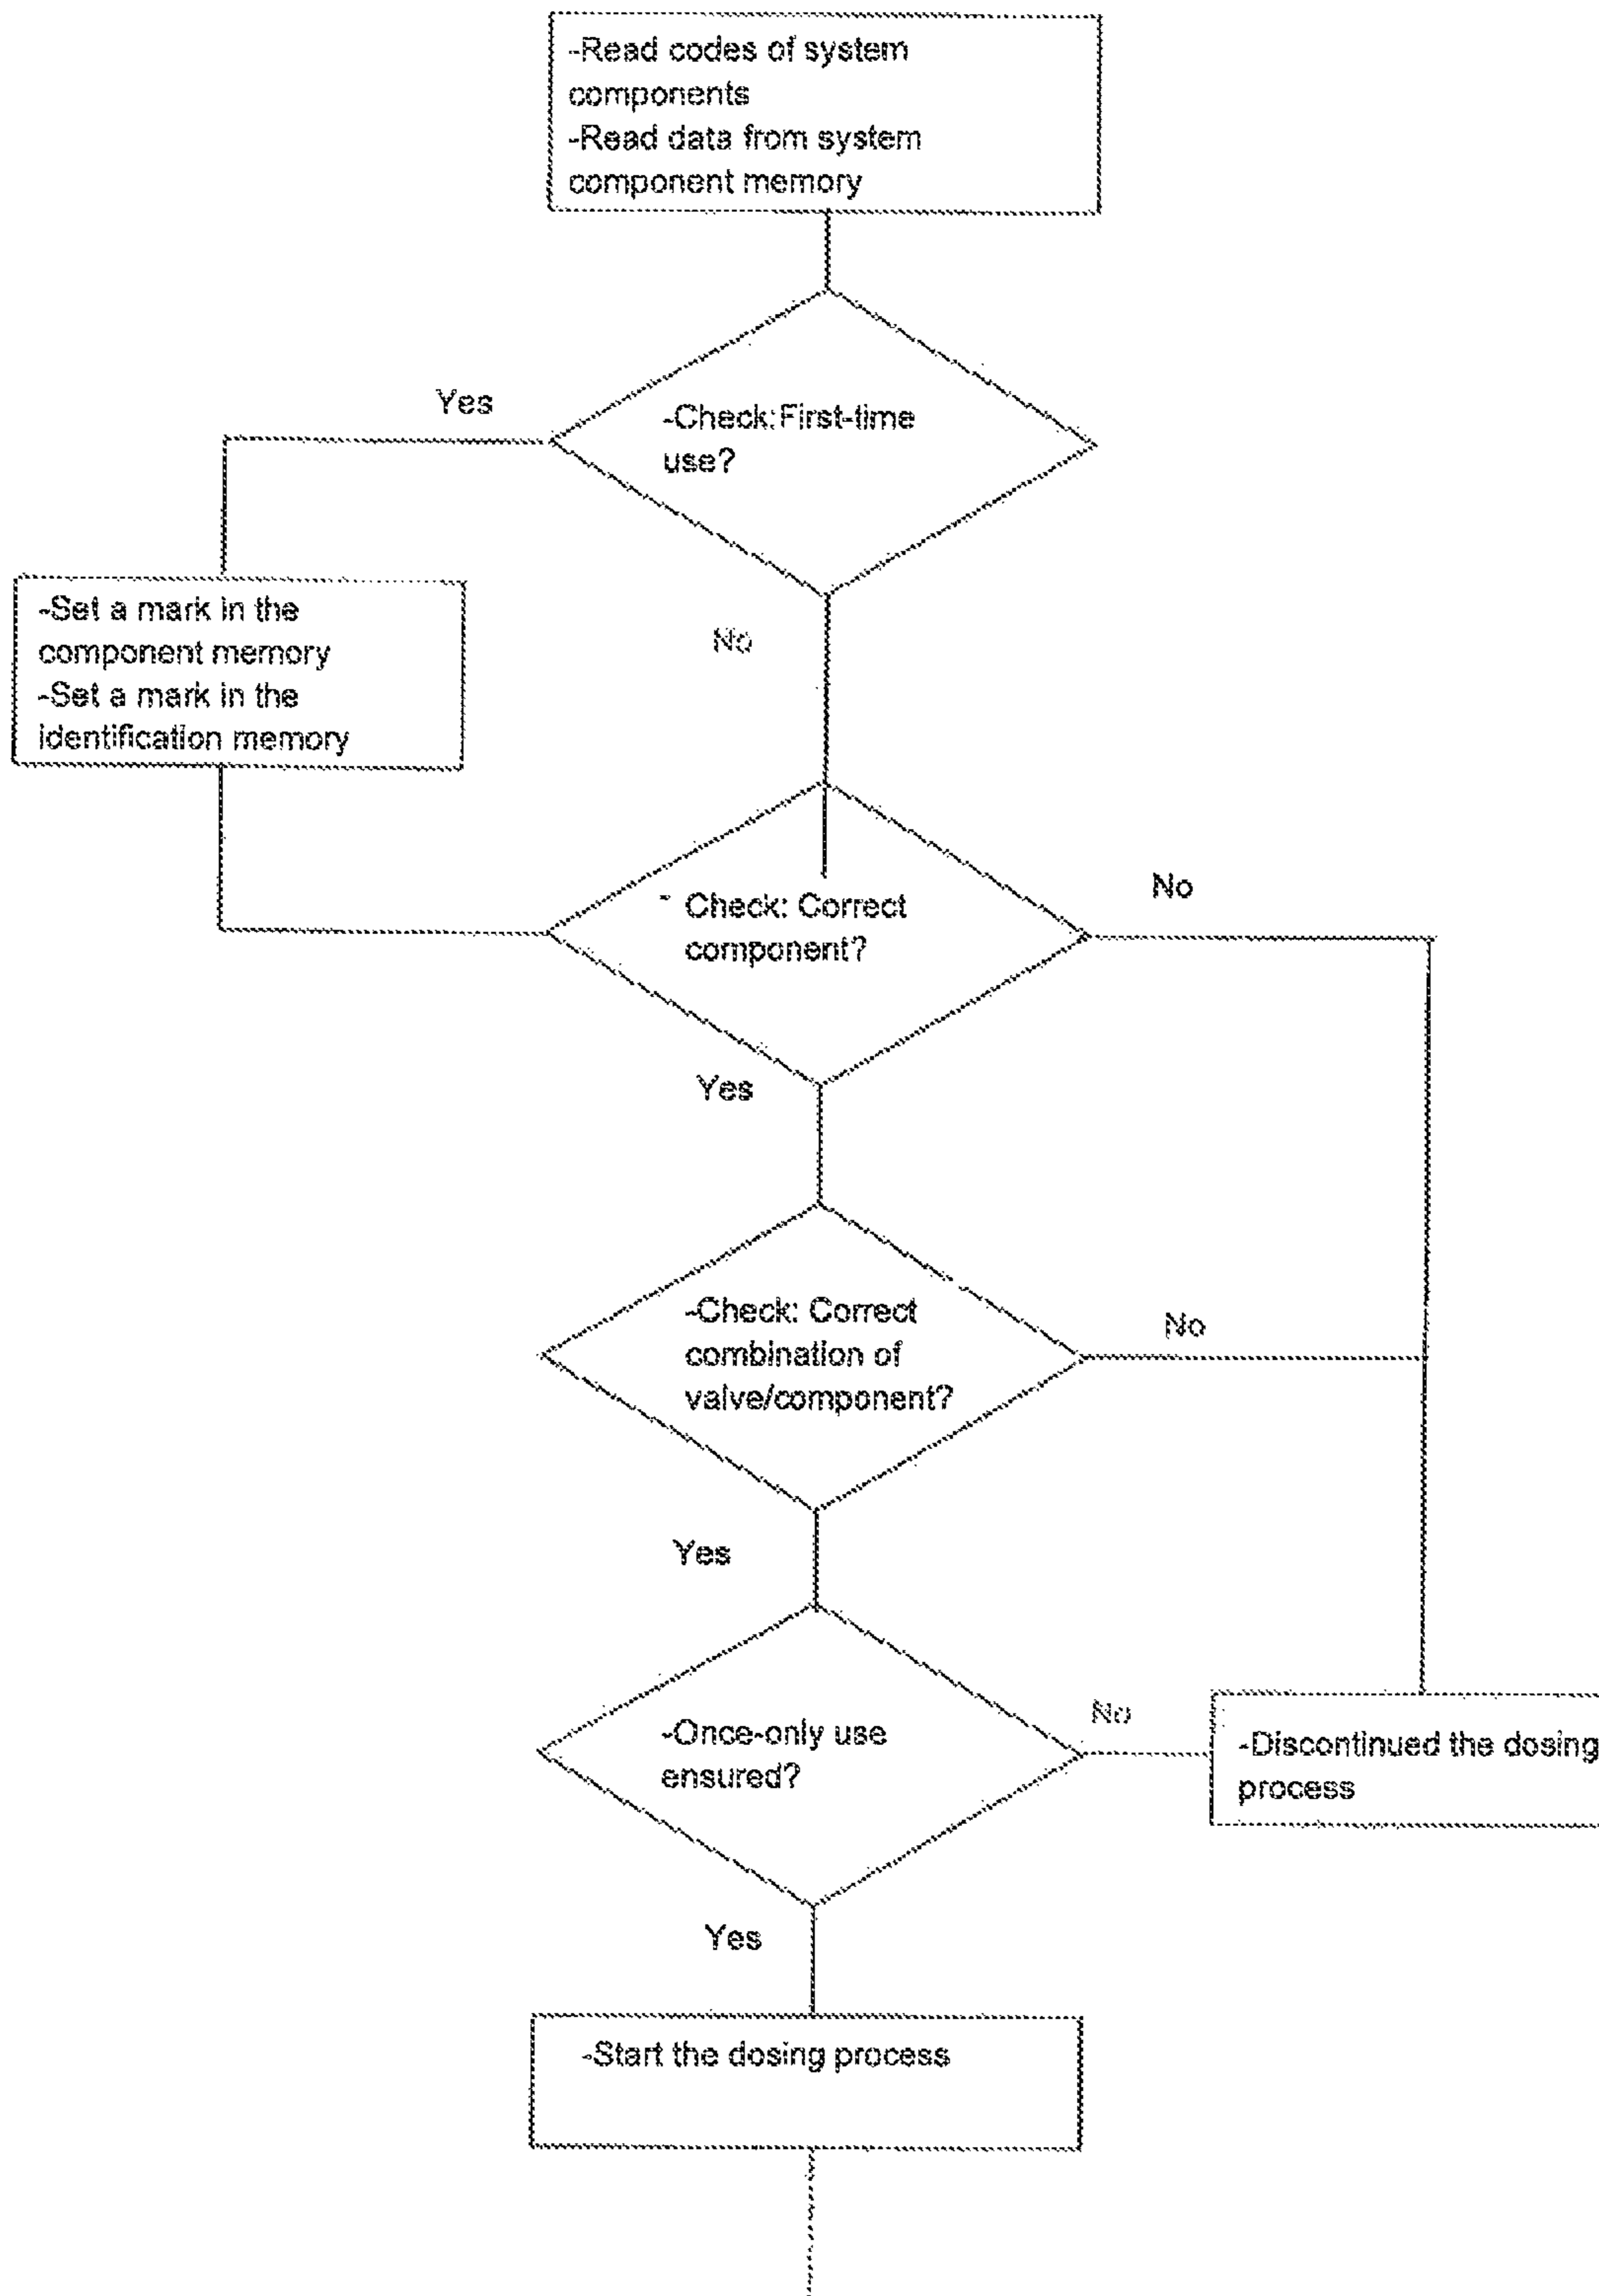 -Read codes of system
components
-Read data from system
component memory
Yes
-Check:First-time
use?
-Set a mark in the
component memory
-Set a mark in the
identification memory
No
- Check: Correct
component?
No
Yes
-Check: Correct
combination of
valve/component?
No
Yes
-Once-only use
ensured?
No
-Discontinued the dosing
process
Yes
-Start the dosing process